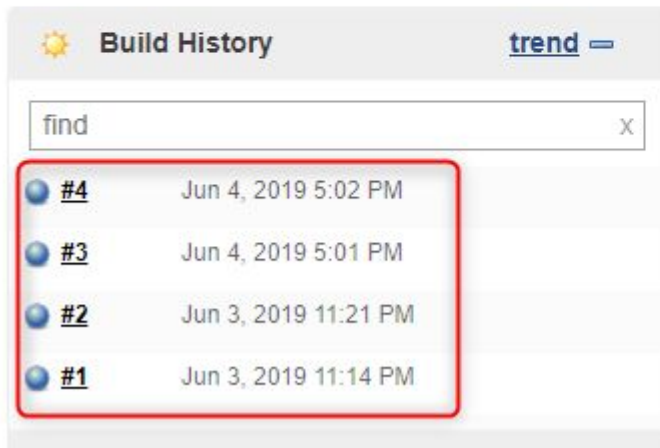 Build History trend
find x
#4 Jun 4, 2019 5:02 PM
#3 Jun 4, 2019 5:01 PM
#2 Jun 3, 2019 11:21 PM
#1 Jun 3, 2019 11:14 PM